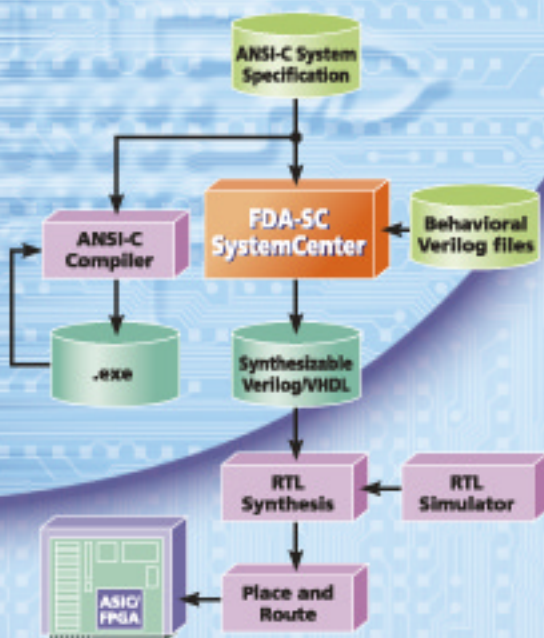 ANSI-C System
Specification
FDA-SC
SystemCenter
ANSI-C
Compiler
Behavioral
Verilog files
.exe
Synthesizable
Verilog/VHDL
RTL
Synthesis
RTL
Simulator
Place and
Route
ASIC/
FPGA